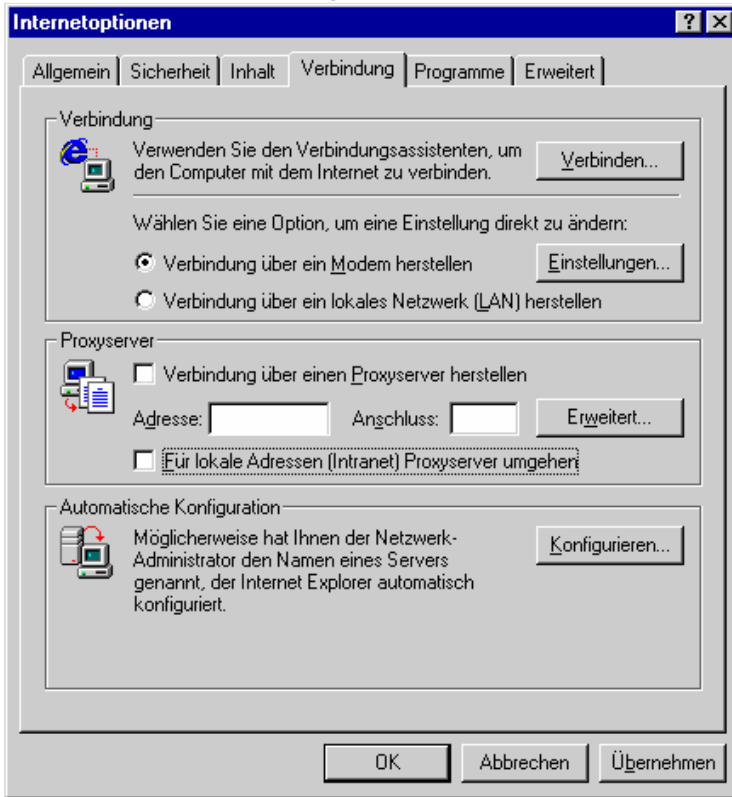 Internetoptionen
Allgemein Sicherheit Inhalt Verbindung Programme Erweitert
Verbindung
Verwenden Sie den Verbindungsassistenten, um
den Computer mit dem Internet zu verbinden.
Verbinden...
Wählen Sie eine Option, um eine Einstellung direkt zu ändern:
Verbindung über ein Modem herstellen
Einstellungen...
Verbindung über ein lokales Netzwerk (LAN) herstellen
Proxyserver
Verbindung über einen Proxyserver herstellen
Adresse: Anschluss: Erweitert...
Für lokale Adressen (Intranet) Proxyserver umgehen
Automatische Konfiguration
Möglicherweise hat Ihnen der Netzwerk-
Administrator den Namen eines Servers
genannt, der Internet Explorer automatisch
konfiguriert.
Konfigurieren...
OK Abbrechen Übernehmen